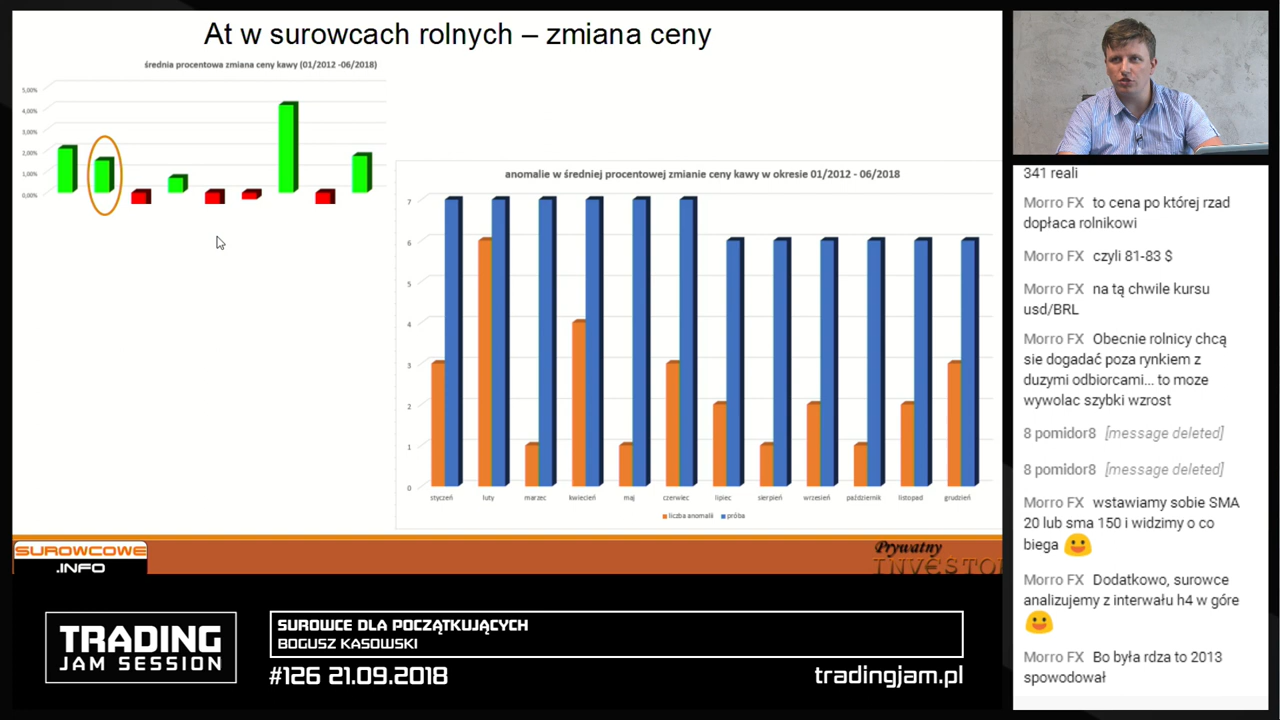 At w surowcach rolnych – zmiana ceny
średnia procentowa zmiana ceny kawy (01/2012 -06/2018)
5,00%
4,00%
3,00%
2,00%
1,00%
0,00%
anomalie w średniej procentowej zmianie ceny kawy w okresie 01/2012 - 06/2018
7
6
5
4
3
2
1
0
styczeń luty marzec kwiecień maj czerwiec lipiec sierpień wrzesień październik listopad grudzień
liczba anomalii próba
SUROWCOWE
.INFO
Prywatny
INVESTO
TRADING
JAM SESSION
SUROWCE DLA POCZĄTKUJĄCYCH
BOGUSZ KASOWSKI
#126 21.09.2018
tradingjam.pl
341 reali
Morro FX to cena po której rzad
dopłaca rolnikowi
Morro FX czyli 81-83 $
Morro FX na tą chwile kursu
usd/BRL
Morro FX Obecnie rolnicy chcą
sie dogadać poza rynkiem z
duzymi odbiorcami... to moze
wywolac szybki wzrost
8 pomidor8 [message deleted]
8 pomidor8 [message deleted]
Morro FX wstawiamy sobie SMA
20 lub sma 150 i widzimy o co
biega
Morro FX Dodatkowo, surowce
analizujemy z interwału h4 w góre
Morro FX Bo była rdza to 2013
spowodował